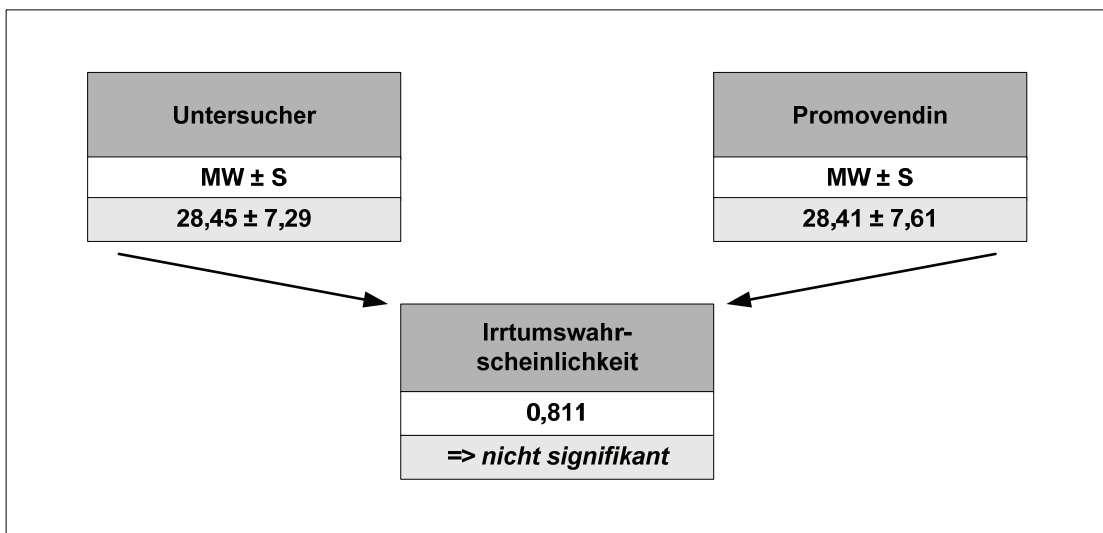 Untersucher
MW ± S
28,45 ± 7,29
Promovendin
MW ± S
28,41 ± 7,61
Irrtumswahr-
scheinlichkeit
0,811
=> nicht signifikant